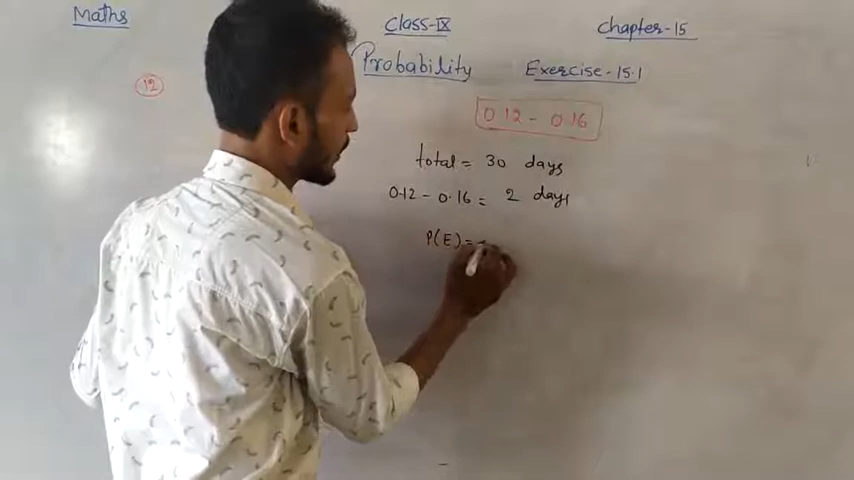 Maths
Class-IX
Chapter-15
Probability
Exercise-15.1
12
0.12 - 0.16
total = 30 days
0.12 - 0.16 = 2 days
P(E) =